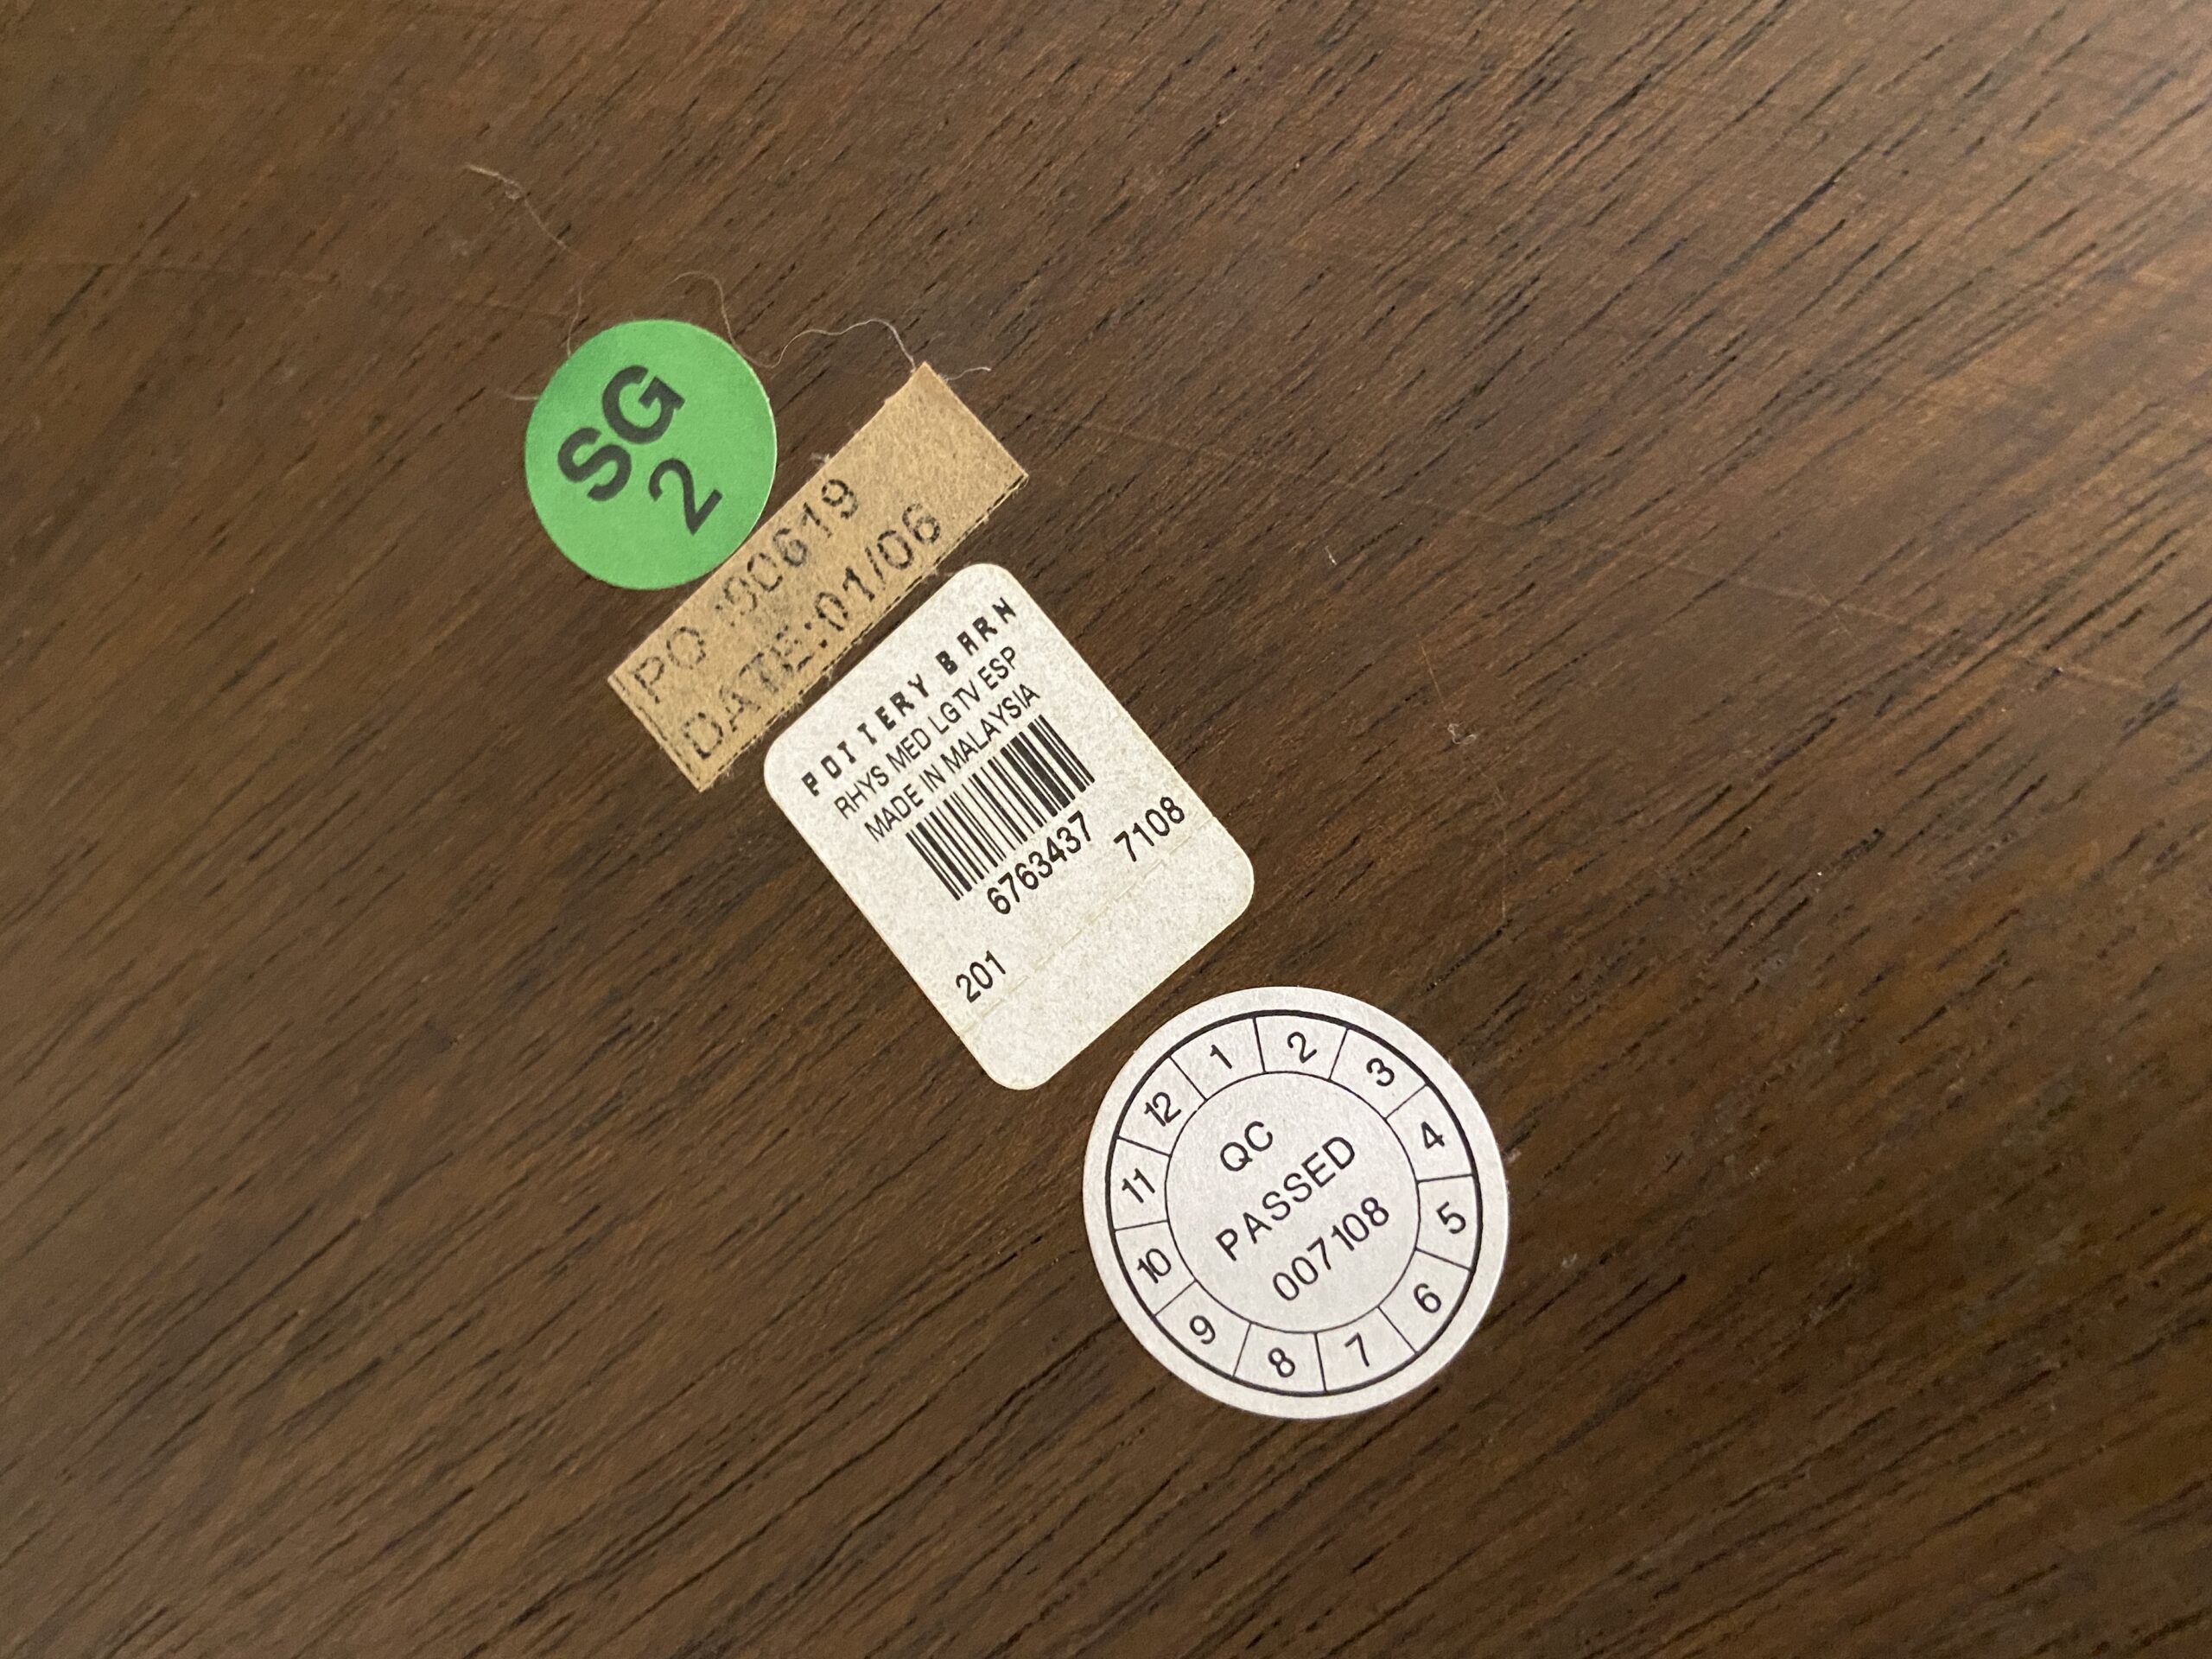 SG
2
PO 190619
DATE:01/06
POTTERY BARN
RHYS MED LG TV ESP
MADE IN MALAYSIA
6763437
201 7108
12 1 2 3 4 5 6 7 8 9 10 11
QC
PASSED
007108